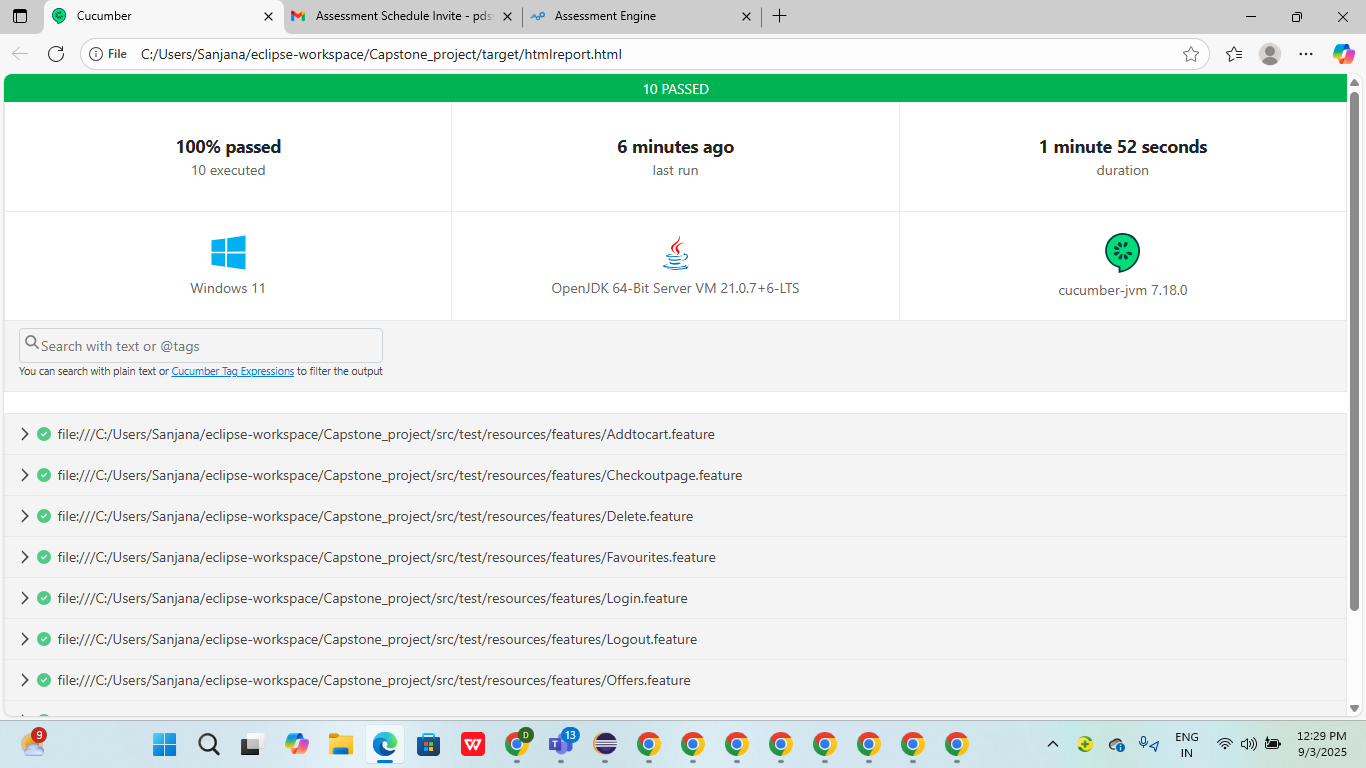 Cucumber
Assessment Schedule Invite - pds
Assessment Engine
File
C:/Users/Sanjana/eclipse-workspace/Capstone_project/target/htmlreport.html
10 PASSED
100% passed
10 executed
6 minutes ago
last run
1 minute 52 seconds
duration
Windows 11
OpenJDK 64-Bit Server VM 21.0.7+6-LTS
cucumber-jvm 7.18.0
Search with text or @tags
You can search with plain text or Cucumber Tag Expressions to filter the output
file:///C:/Users/Sanjana/eclipse-workspace/Capstone_project/src/test/resources/features/Addtocart.feature
file:///C:/Users/Sanjana/eclipse-workspace/Capstone_project/src/test/resources/features/Checkoutpage.feature
file:///C:/Users/Sanjana/eclipse-workspace/Capstone_project/src/test/resources/features/Delete.feature
file:///C:/Users/Sanjana/eclipse-workspace/Capstone_project/src/test/resources/features/Favourites.feature
file:///C:/Users/Sanjana/eclipse-workspace/Capstone_project/src/test/resources/features/Login.feature
file:///C:/Users/Sanjana/eclipse-workspace/Capstone_project/src/test/resources/features/Logout.feature
file:///C:/Users/Sanjana/eclipse-workspace/Capstone_project/src/test/resources/features/Offers.feature
9
D
13
ENG
IN
12:29 PM
9/3/2025